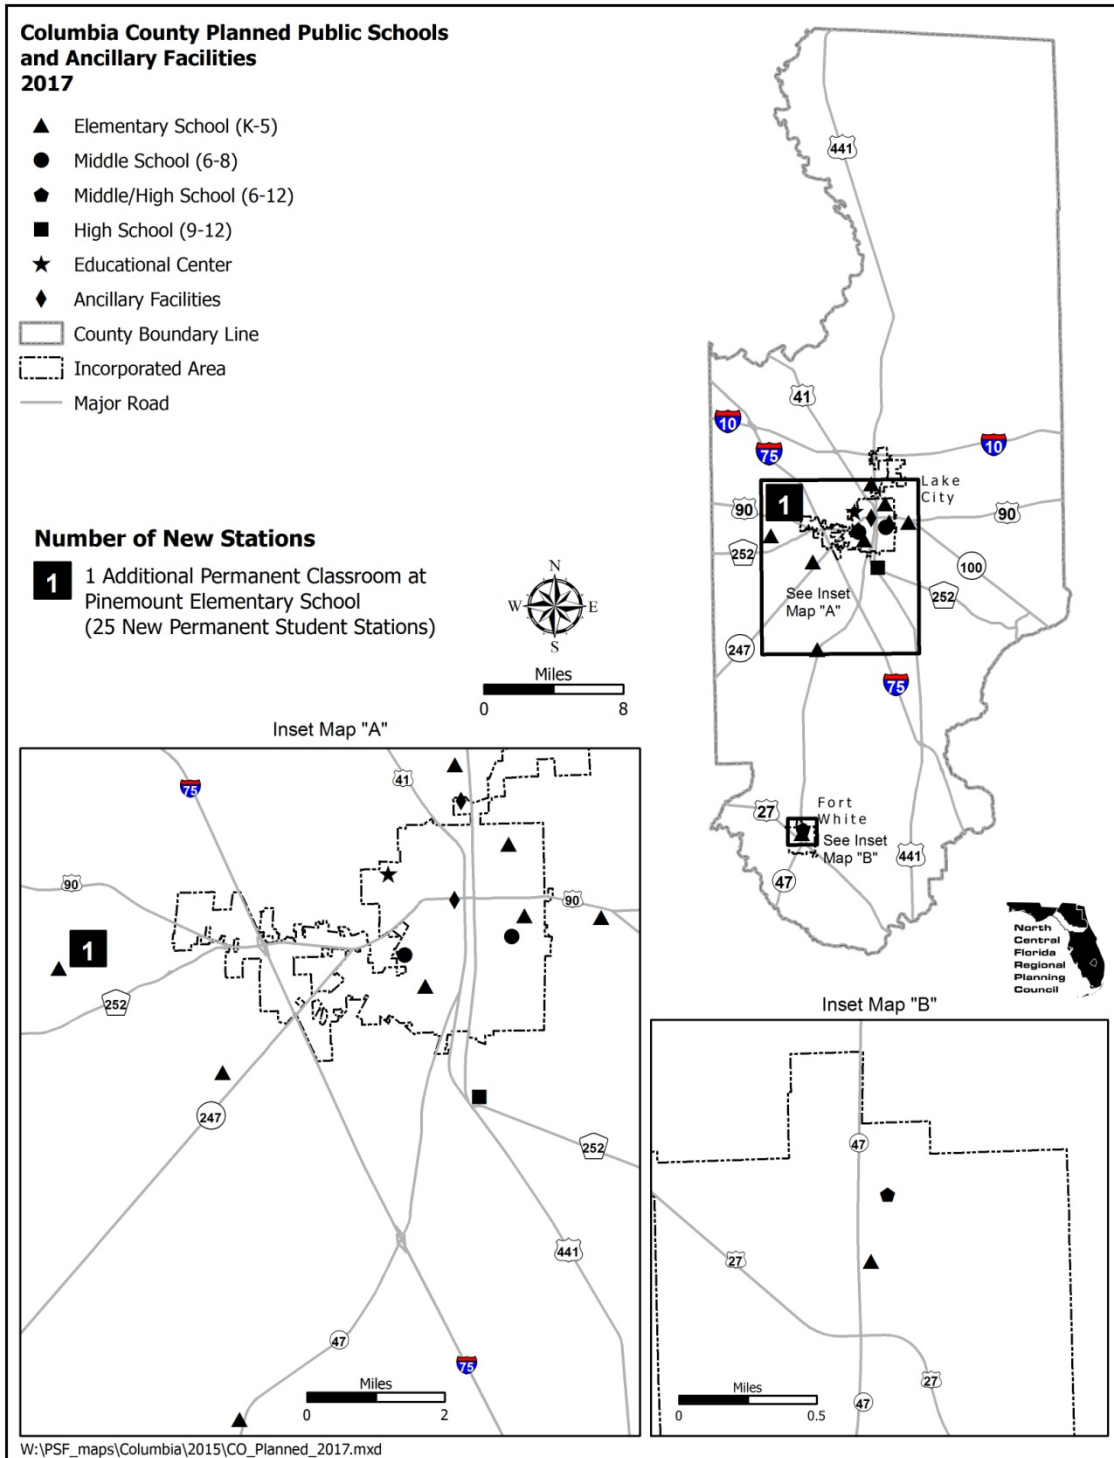 Columbia County Planned Public Schools
and Ancillary Facilities
2017
Elementary School (K-5)
Middle School (6-8)
Middle/High School (6-12)
High School (9-12)
Educational Center
Ancillary Facilities
County Boundary Line
Incorporated Area
Major Road
Number of New Stations
1
1 Additional Permanent Classroom at
Pinemount Elementary School
(25 New Permanent Student Stations)
N
W
E
S
Miles
0
8
441
41
10
75
10
Lake
City
1
90
90
252
100
252
See Inset
Map "A"
247
75
27
Fort
White
See Inset
Map "B"
441
47
North
Central
Florida
Regional
Planning
Council
Inset Map "A"
75
41
90
90
1
252
247
252
441
47
75
Miles
0
2
Inset Map "B"
47
27
27
47
Miles
0
0.5
W:\PSF_maps\Columbia\2015\CO_Planned_2017.mxd